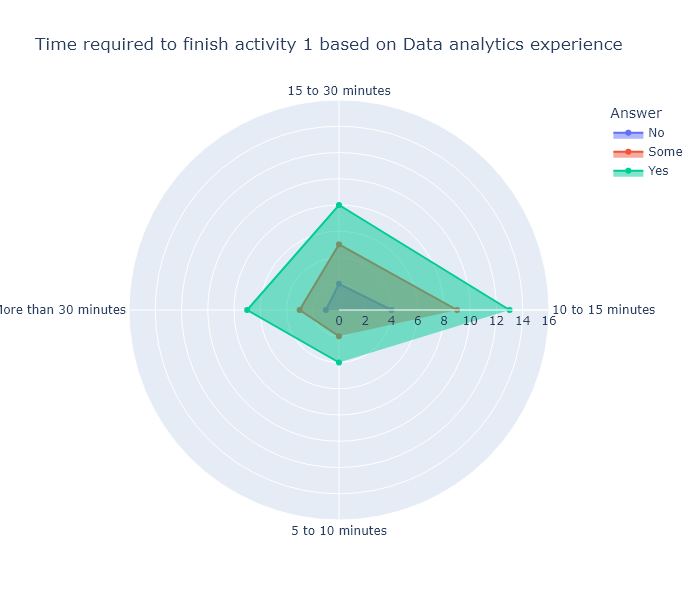 Time required to finish activity 1 based on Data analytics experience
15 to 30 minutes
Answer
No
Some
Yes
More than 30 minutes
10 to 15 minutes
0 2 4 6 8 10 12 14 16
5 to 10 minutes